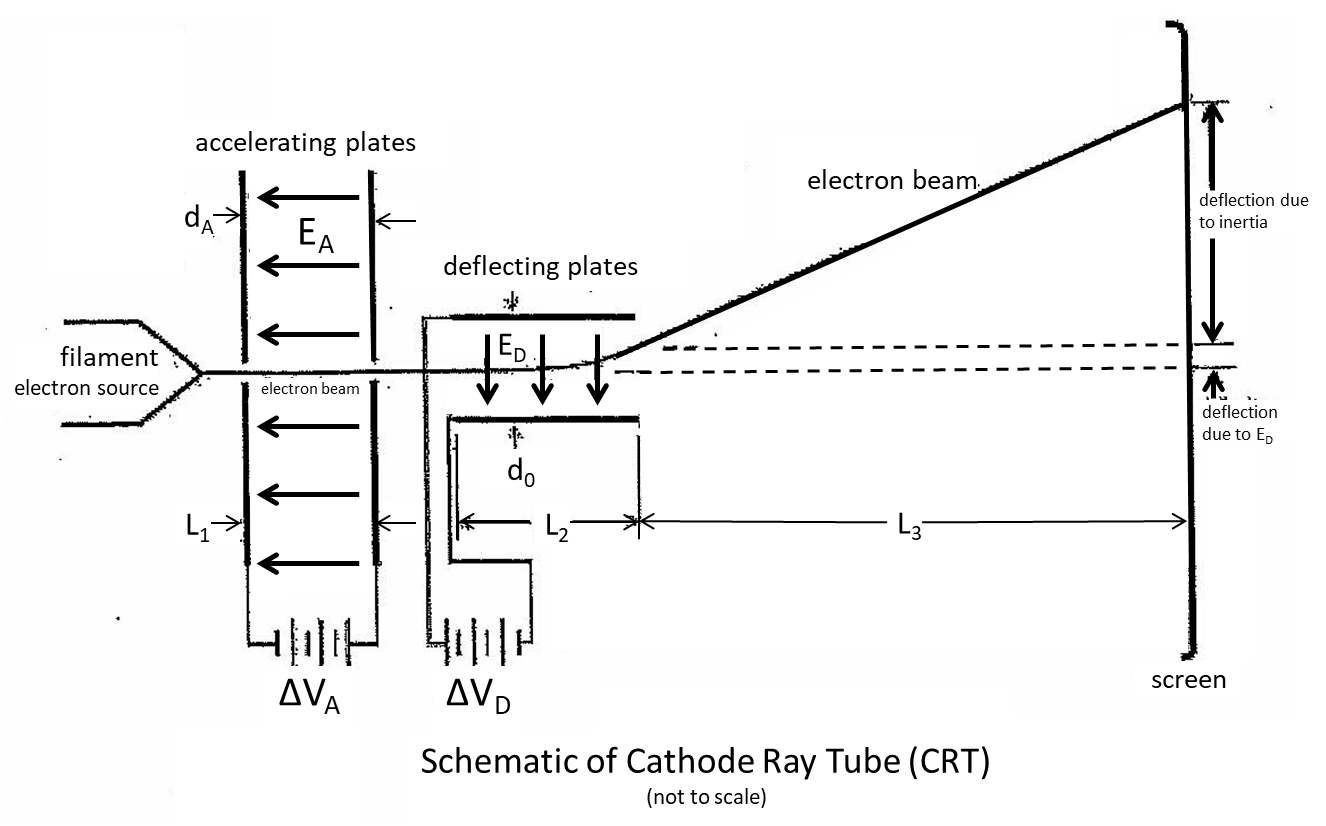 accelerating plates
d_A
E_A
electron beam
deflection due
to inertia
deflecting plates
E_D
filament
electron source
electron beam
deflection
due to E_D
d_0
L_1
L_2
L_3
ΔV_A
ΔV_D
screen
Schematic of Cathode Ray Tube (CRT)
(not to scale)